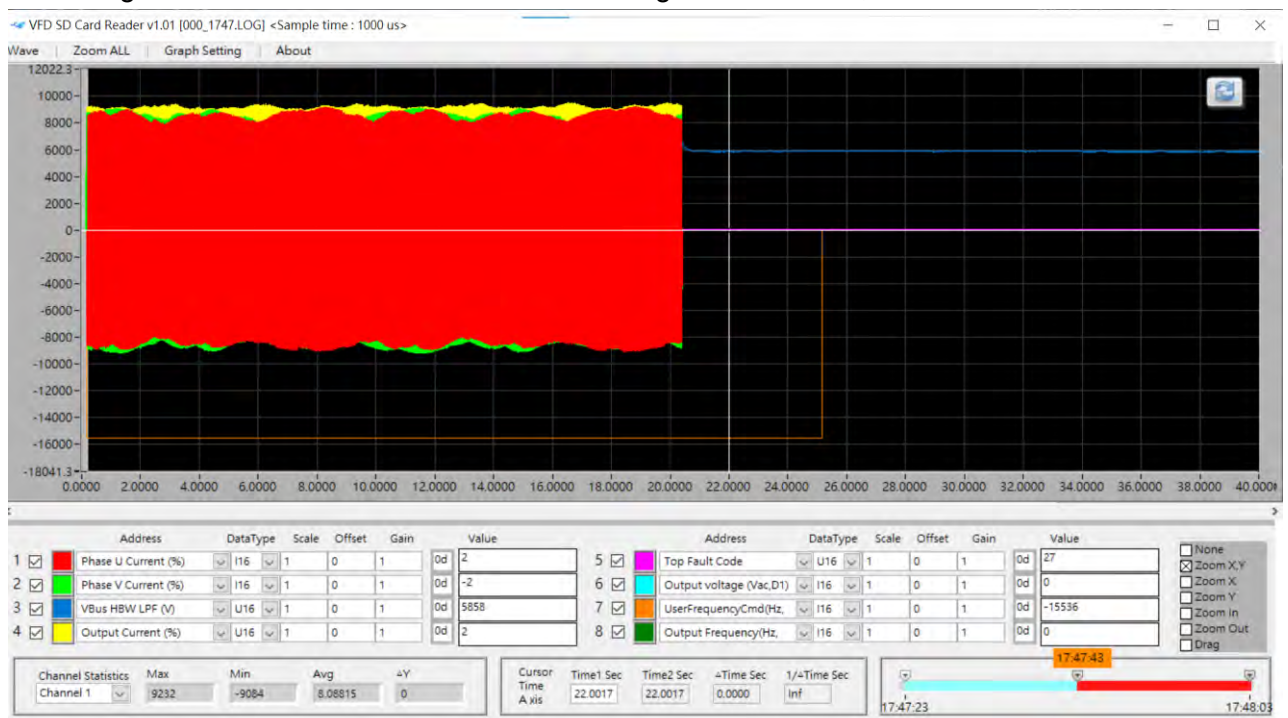 VFD SD Card Reader v1.01 [000_1747.LOG] <Sample time : 1000 us>
Wave Zoom ALL Graph Setting About
12022.3
10000
8000
6000
4000
2000
0
-2000
-4000
-6000
-8000
-10000
-12000
-14000
-16000
-18041.3
0.0000 2.0000 4.0000 6.0000 8.0000 10.0000 12.0000 14.0000 16.0000 18.0000 20.0000 22.0000 24.0000 26.0000 28.0000 30.0000 32.0000 34.0000 36.0000 38.0000 40.000
Address DataType Scale Offset Gain Value Address DataType Scale Offset Gain Value
1 Phase U Current (%) I16 1 0 1 0d 2 5 Top Fault Code U16 1 0 1 0d 27
2 Phase V Current (%) I16 1 0 1 0d -2 6 Output voltage (Vac,D1) I16 1 0 1 0d 0
3 VBus HBW LPF (V) U16 1 0 1 0d 5858 7 UserFrequencyCmd(Hz, I16 1 0 1 0d -15536
4 Output Current (%) U16 1 0 1 0d 2 8 Output Frequency(Hz, I16 1 0 1 0d 0
None
Zoom X,Y
Zoom X
Zoom Y
Zoom In
Zoom Out
Drag
Channel Statistics Max Min Avg -Y
Channel 1 9232 -9084 8.08815 0
Cursor Time Axis Time1 Sec Time2 Sec -Time Sec 1/-Time Sec
22.0017 22.0017 0.0000 Inf
17:47:43
17:47:23 17:48:03